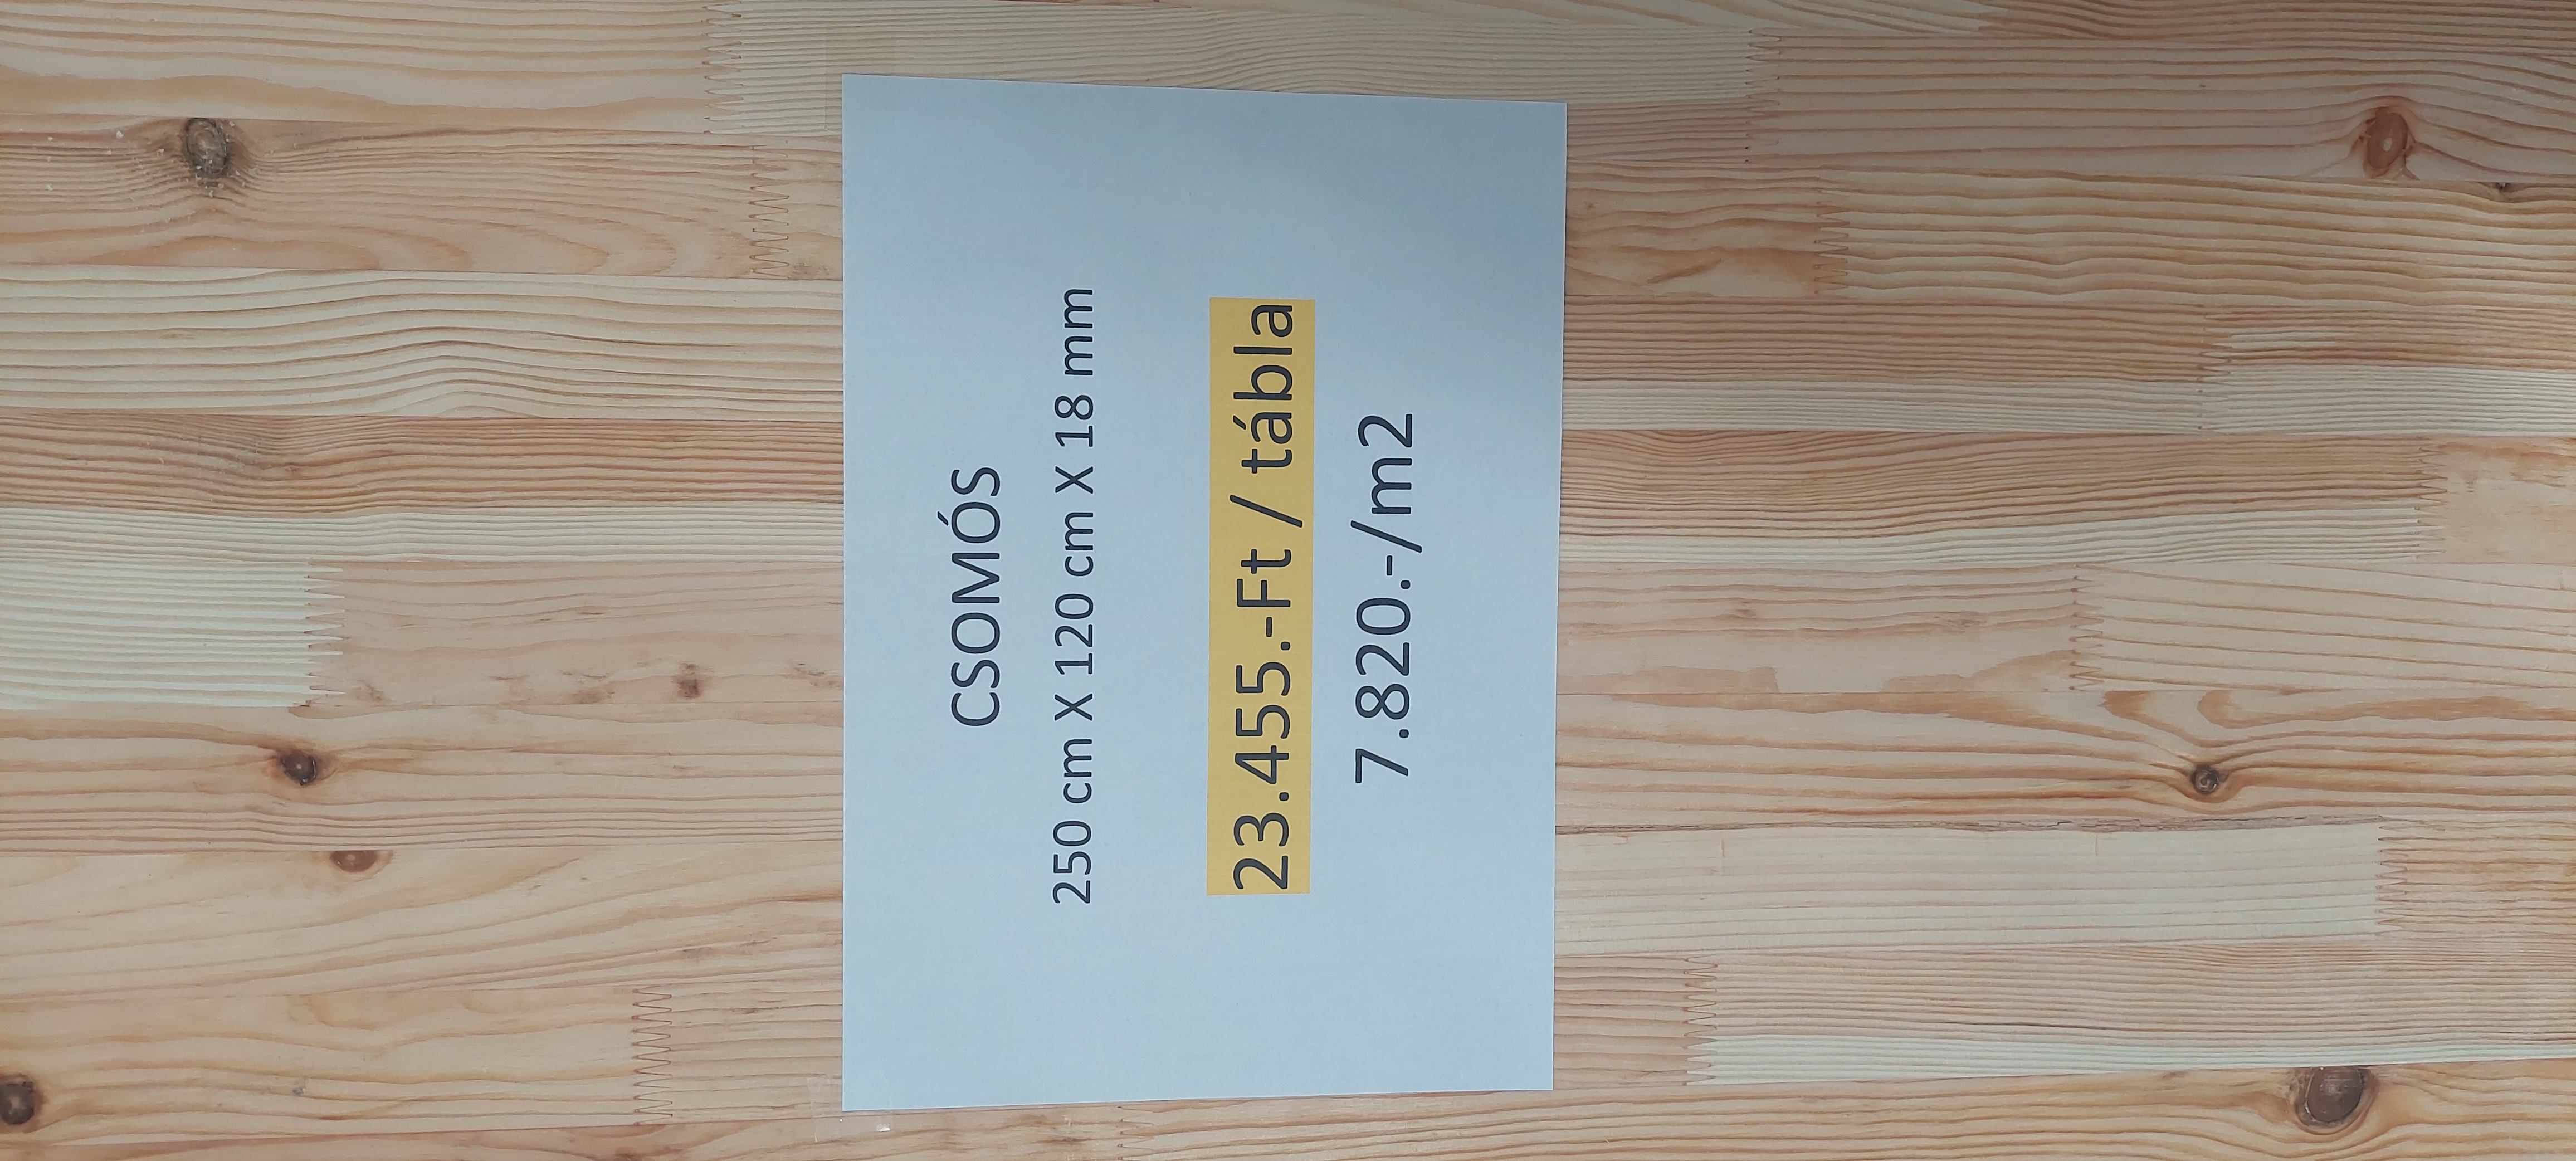 CSOMÓS
250 cm X 120 cm X 18 mm
23.455.-Ft / tábla
7.820.-/m2